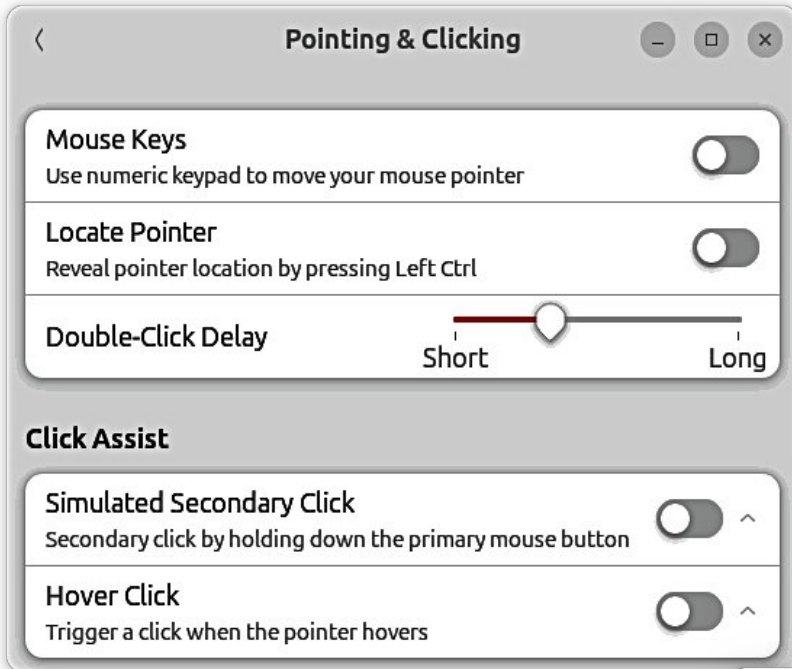 Pointing & Clicking
Mouse Keys
Use numeric keypad to move your mouse pointer
Locate Pointer
Reveal pointer location by pressing Left Ctrl
Double-Click Delay
Short
Long
Click Assist
Simulated Secondary Click
Secondary click by holding down the primary mouse button
Hover Click
Trigger a click when the pointer hovers